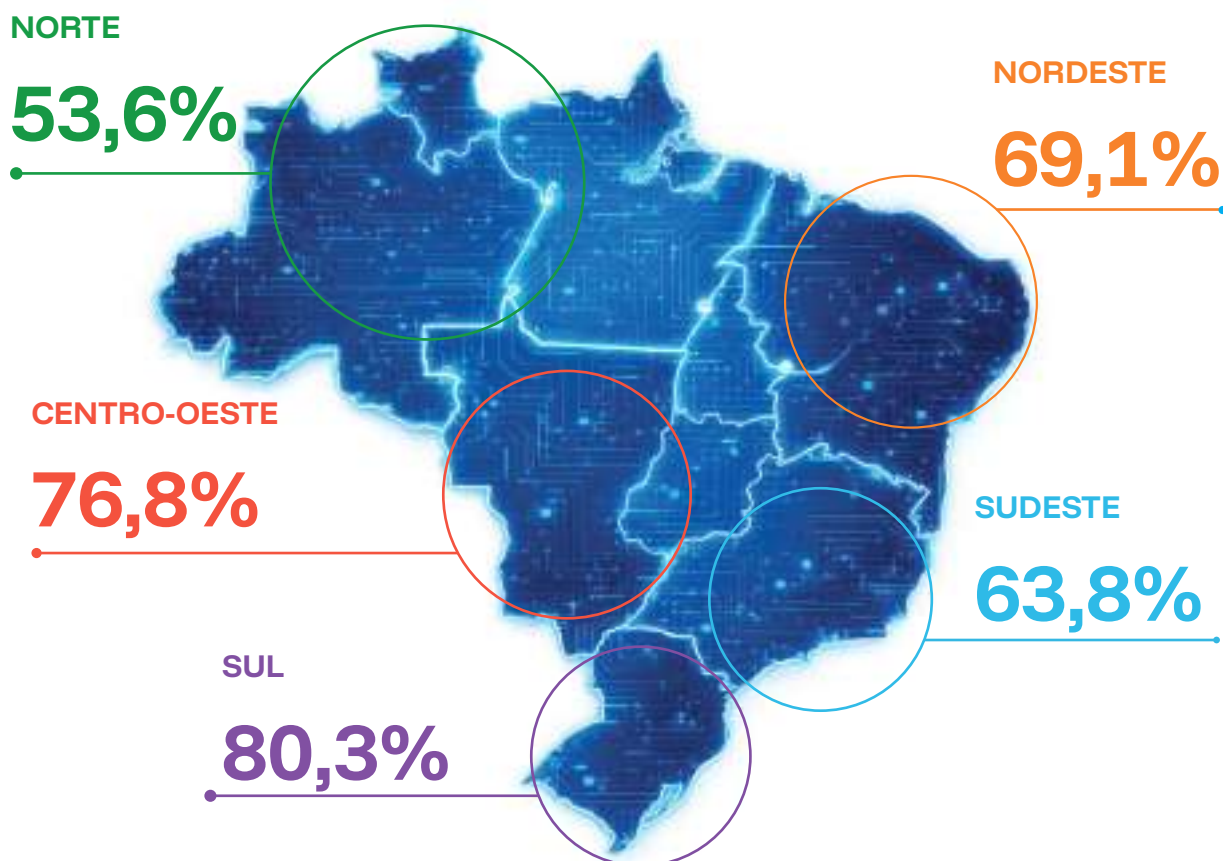 NORTE
53,6%
NORDESTE
69,1%
CENTRO-OESTE
76,8%
SUDESTE
63,8%
SUL
80,3%